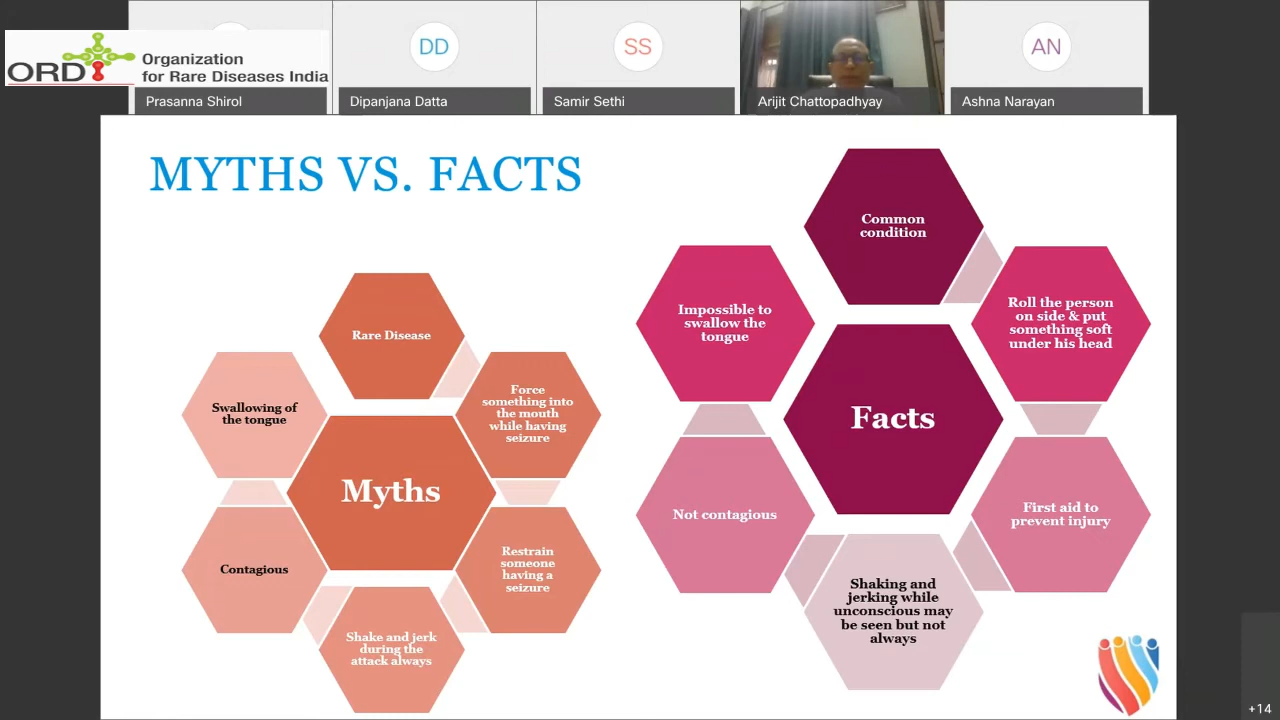 ORD
Organization
for Rare Diseases India
DD
SS
AN
Prasanna Shirol
Dipanjana Datta
Samir Sethi
Arijit Chattopadhyay
Ashna Narayan
MYTHS VS. FACTS
Rare Disease
Force
something into
the mouth
while having
seizure
Restrain
someone
having a
seizure
Shake and jerk
during the
attack always
Contagious
Swallowing of
the tongue
Myths
Common
condition
Roll the person
on side & put
something soft
under his head
First aid to
prevent injury
Shaking and
jerking while
unconscious may
be seen but not
always
Not contagious
Impossible to
swallow the
tongue
Facts
+14